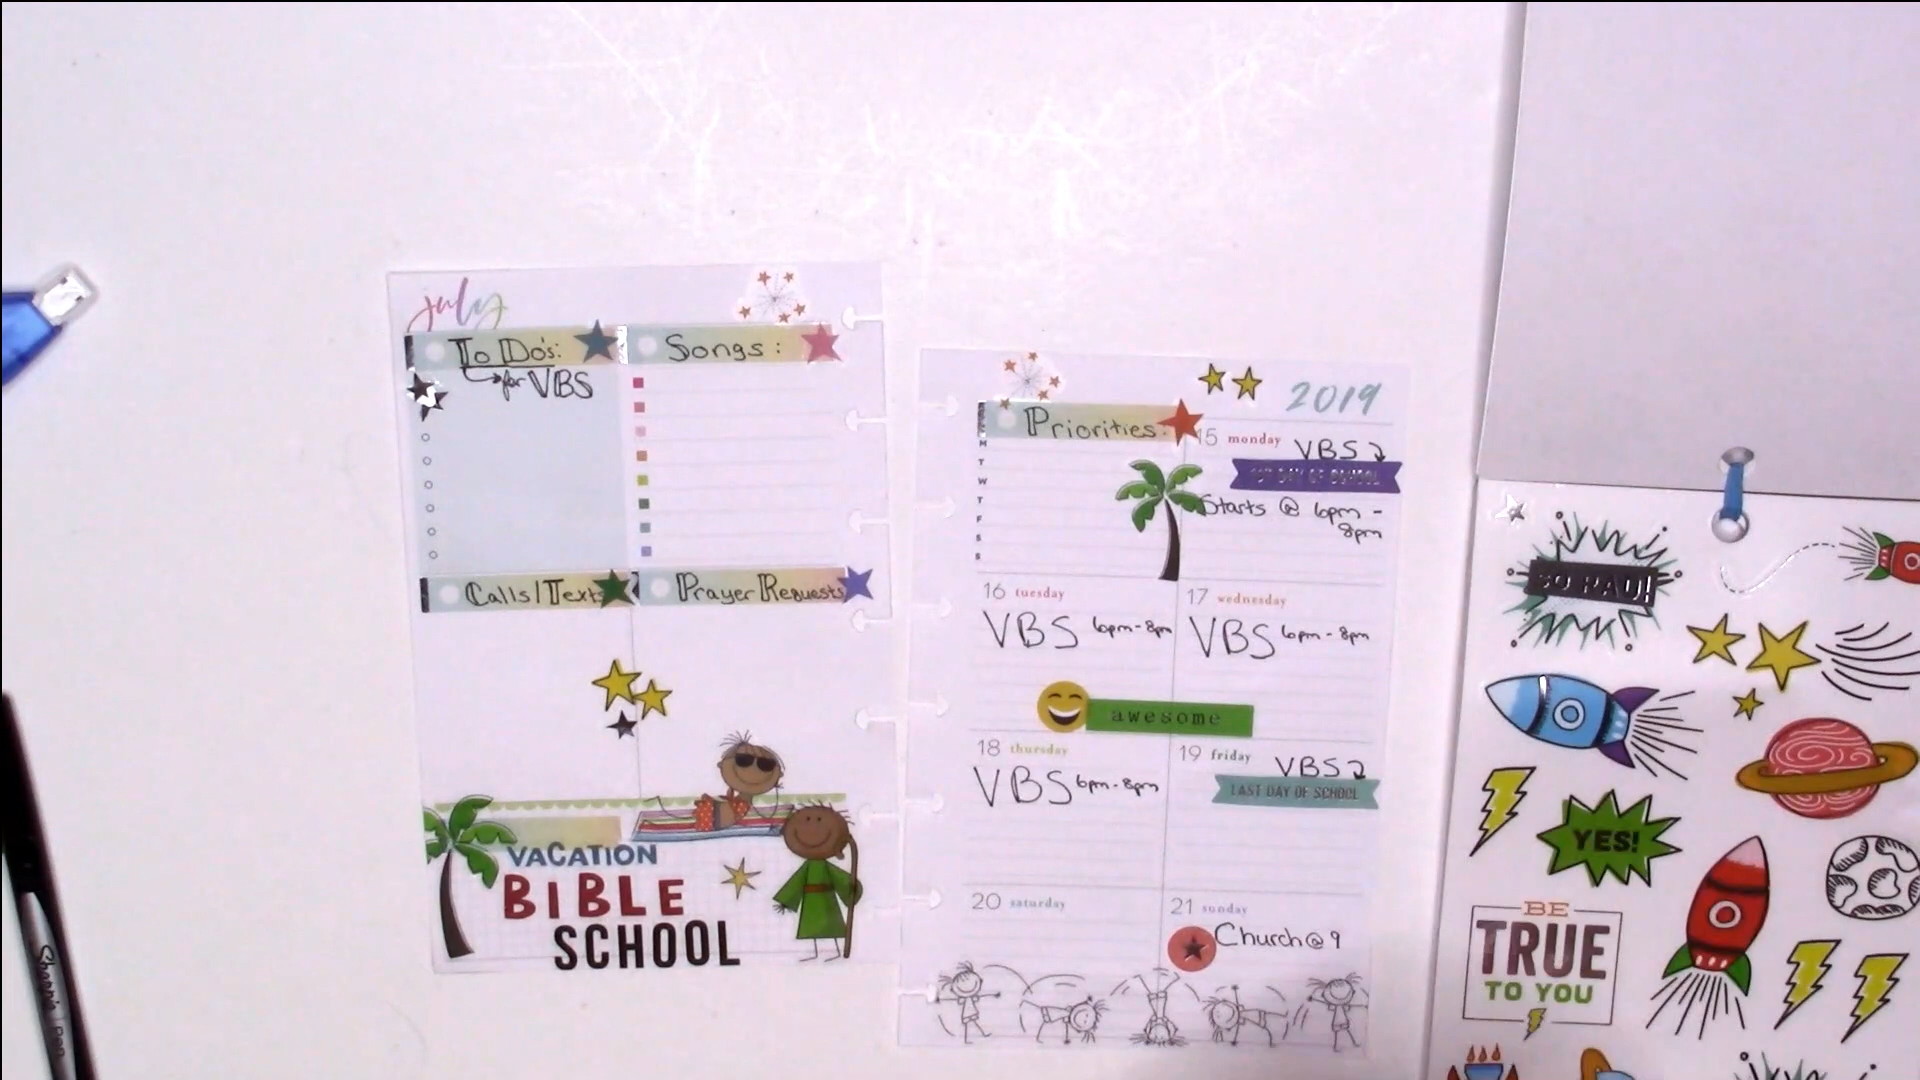 july
To Do's:
for VBS
Songs:
Calls/Texts
Prayer Requests
VACATION
BIBLE
SCHOOL
2019
Priorities:
M
T
W
T
F
S
S
15 monday
VBS
1ST DAY OF SCHOOL
Starts @ 6pm -
8pm
16 tuesday
VBS 6pm-8pm
17 wednesday
VBS 6pm-8pm
awesome
18 thursday
VBS 6pm-8pm
19 friday VBS
LAST DAY OF SCHOOL
20 saturday
21 sunday
Church@9
SO RAD!
YES!
BE
TRUE
TO YOU
Sharpie Pen